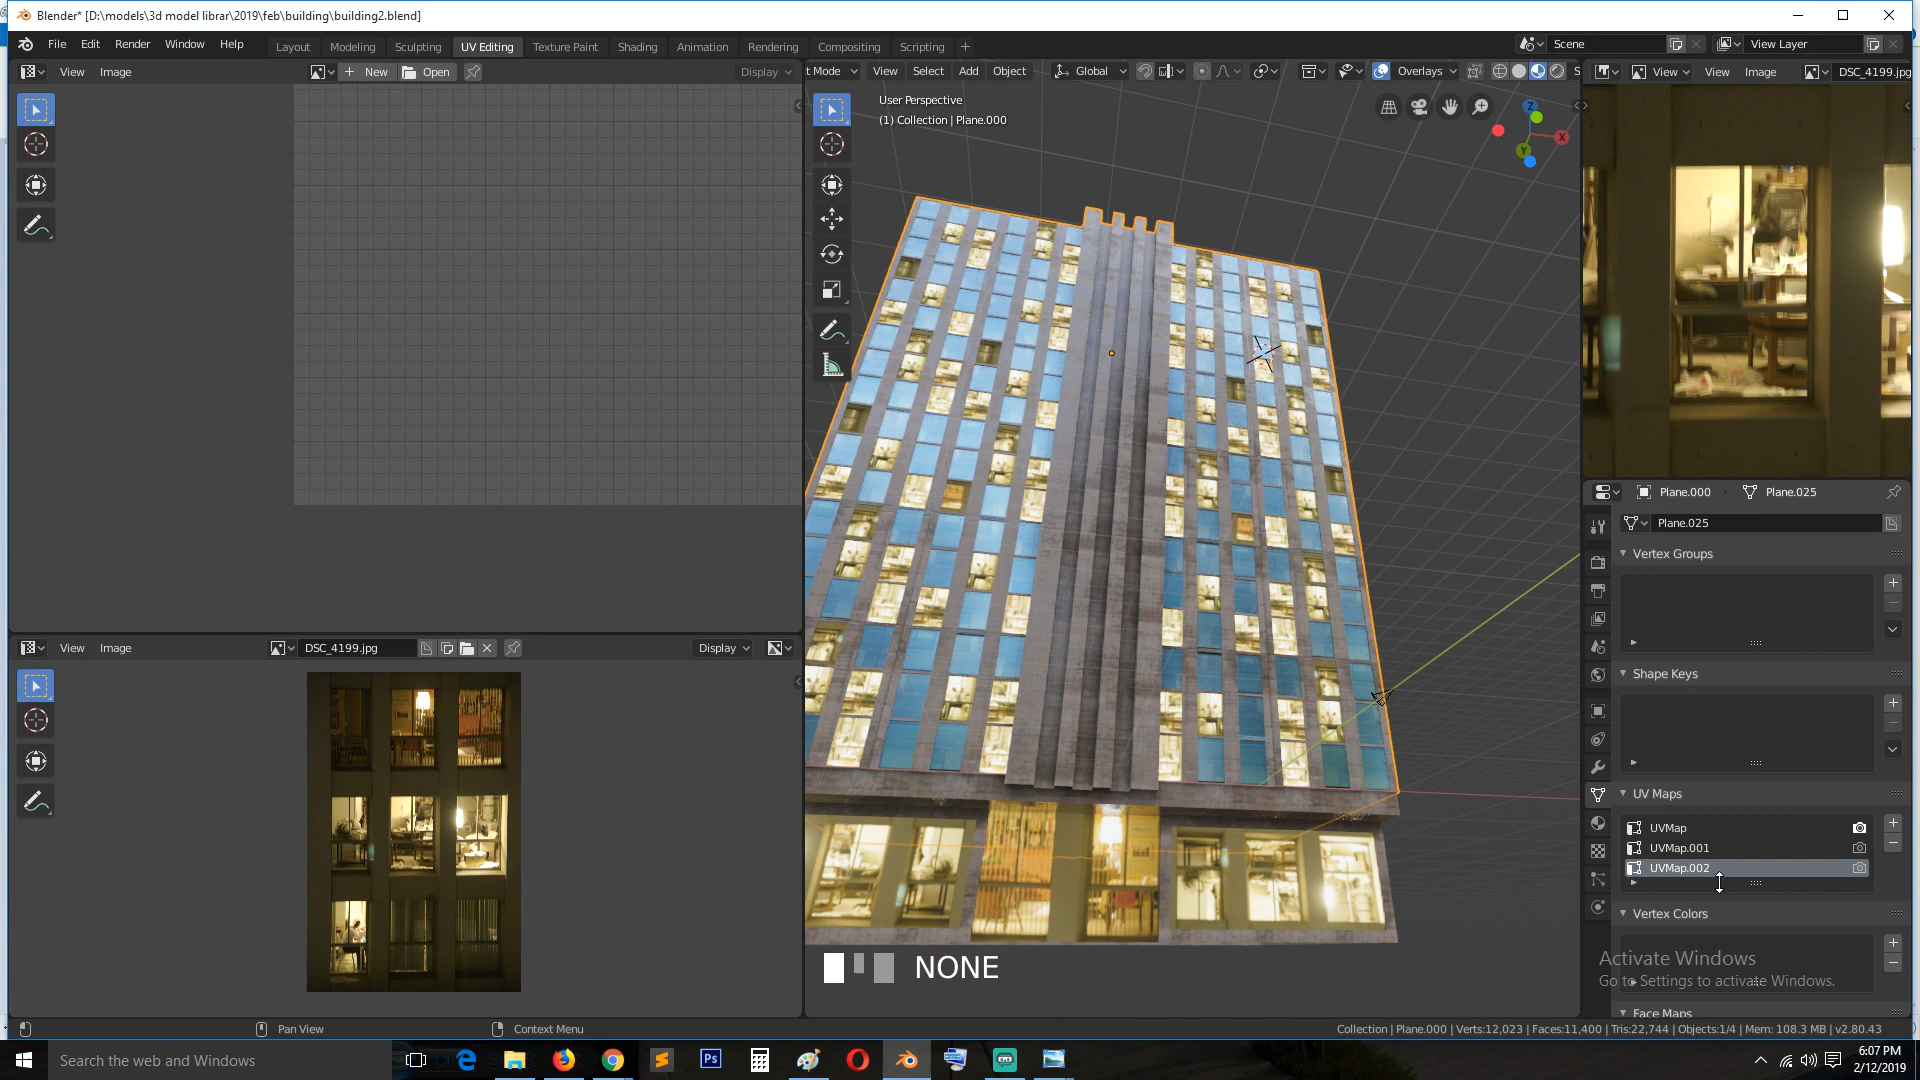 Blender* [D:\models\3d model librar\2019\feb\building\building2.blend]
File Edit Render Window Help Layout Modeling Sculpting UV Editing Texture Paint Shading Animation Rendering Compositing Scripting + Scene View Layer
View Image New Open Display
t Mode View Select Add Object Global Overlays S
View View Image DSC_4199.jpg
User Perspective
(1) Collection | Plane.000
Z
X
Y
Plane.000 Plane.025
Plane.025
Vertex Groups
Shape Keys
UV Maps
UVMap
UVMap.001
UVMap.002
Vertex Colors
Face Maps
View Image DSC_4199.jpg Display
NONE
Activate Windows
Go to Settings to activate Windows.
Pan View Context Menu Collection | Plane.000 | Verts:12,023 | Faces:11,400 | Tris:22,744 | Objects:1/4 | Mem: 108.3 MB | v2.80.43
Search the web and Windows
Ps
6:07 PM
2/12/2019